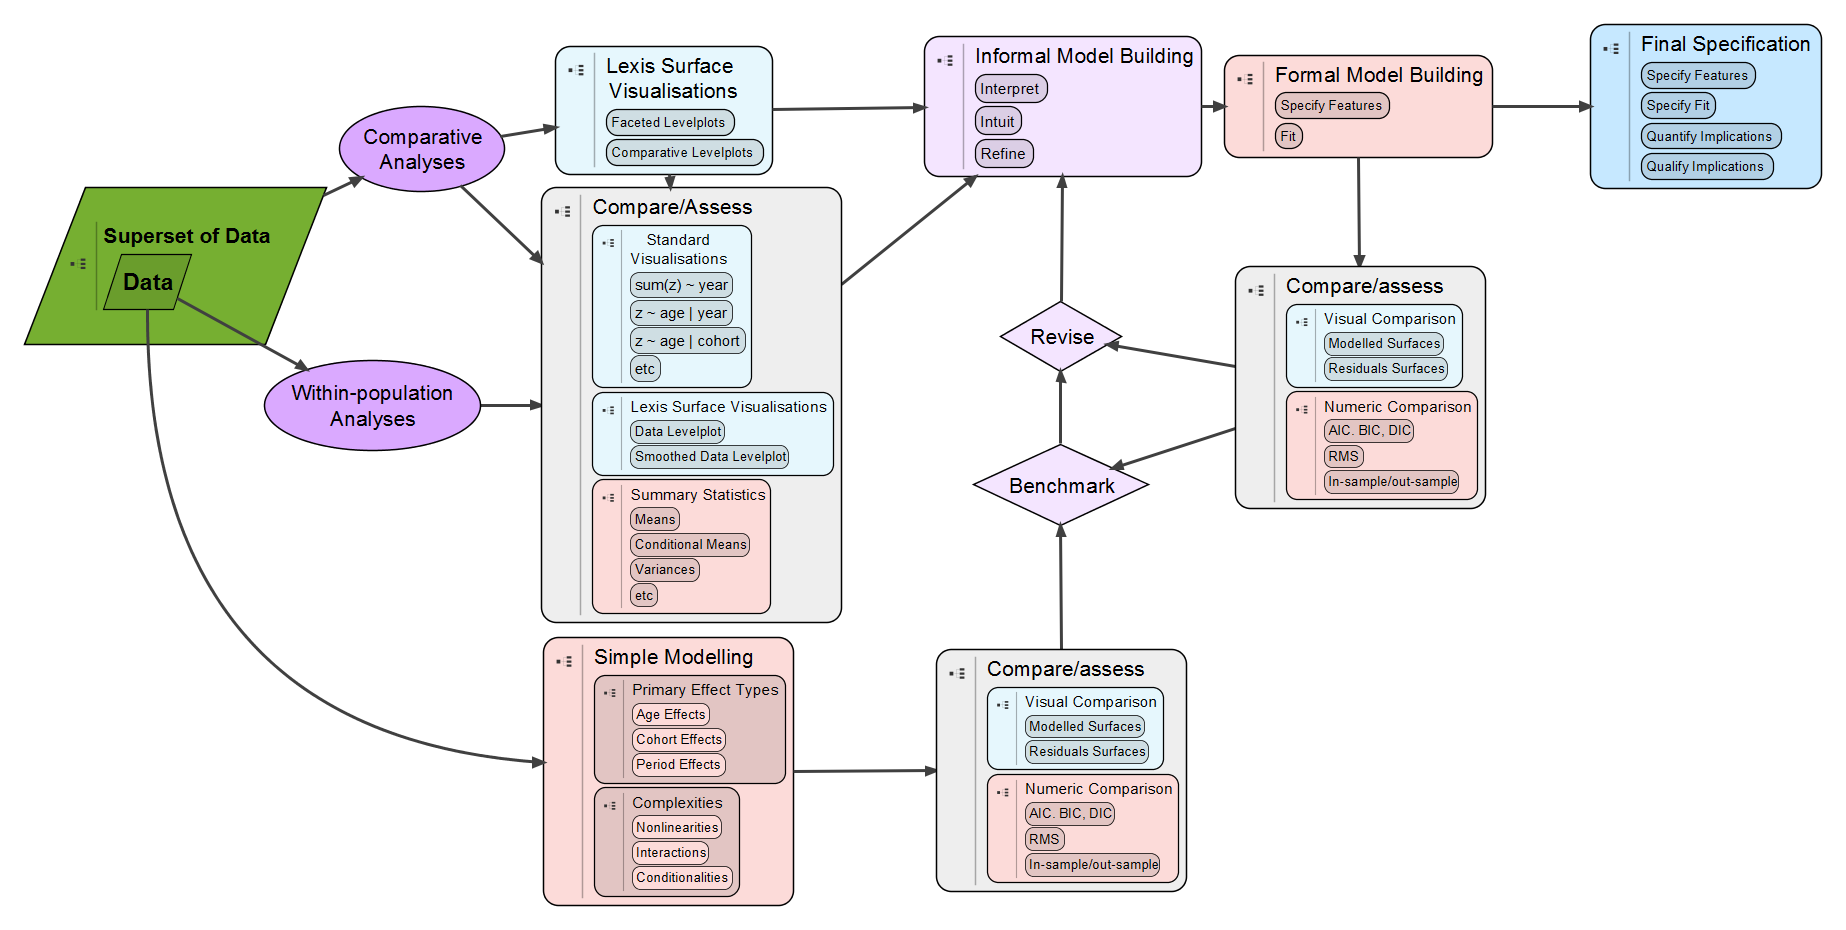 Superset of Data
Data
Comparative
Analyses
Within-population
Analyses
Lexis Surface
Visualisations
Faceted Levelplots
Comparative Levelplots
Compare/Assess
Standard
Visualisations
sum(z) ~ year
z ~ age | year
z ~ age | cohort
etc
Lexis Surface Visualisations
Data Levelplot
Smoothed Data Levelplot
Summary Statistics
Means
Conditional Means
Variances
etc
Simple Modelling
Primary Effect Types
Age Effects
Cohort Effects
Period Effects
Complexities
Nonlinearities
Interactions
Conditionalities
Informal Model Building
Interpret
Intuit
Refine
Revise
Benchmark
Compare/assess
Visual Comparison
Modelled Surfaces
Residuals Surfaces
Numeric Comparison
AIC. BIC, DIC
RMS
In-sample/out-sample
Formal Model Building
Specify Features
Fit
Compare/assess
Visual Comparison
Modelled Surfaces
Residuals Surfaces
Numeric Comparison
AIC. BIC, DIC
RMS
In-sample/out-sample
Final Specification
Specify Features
Specify Fit
Quantify Implications
Qualify Implications